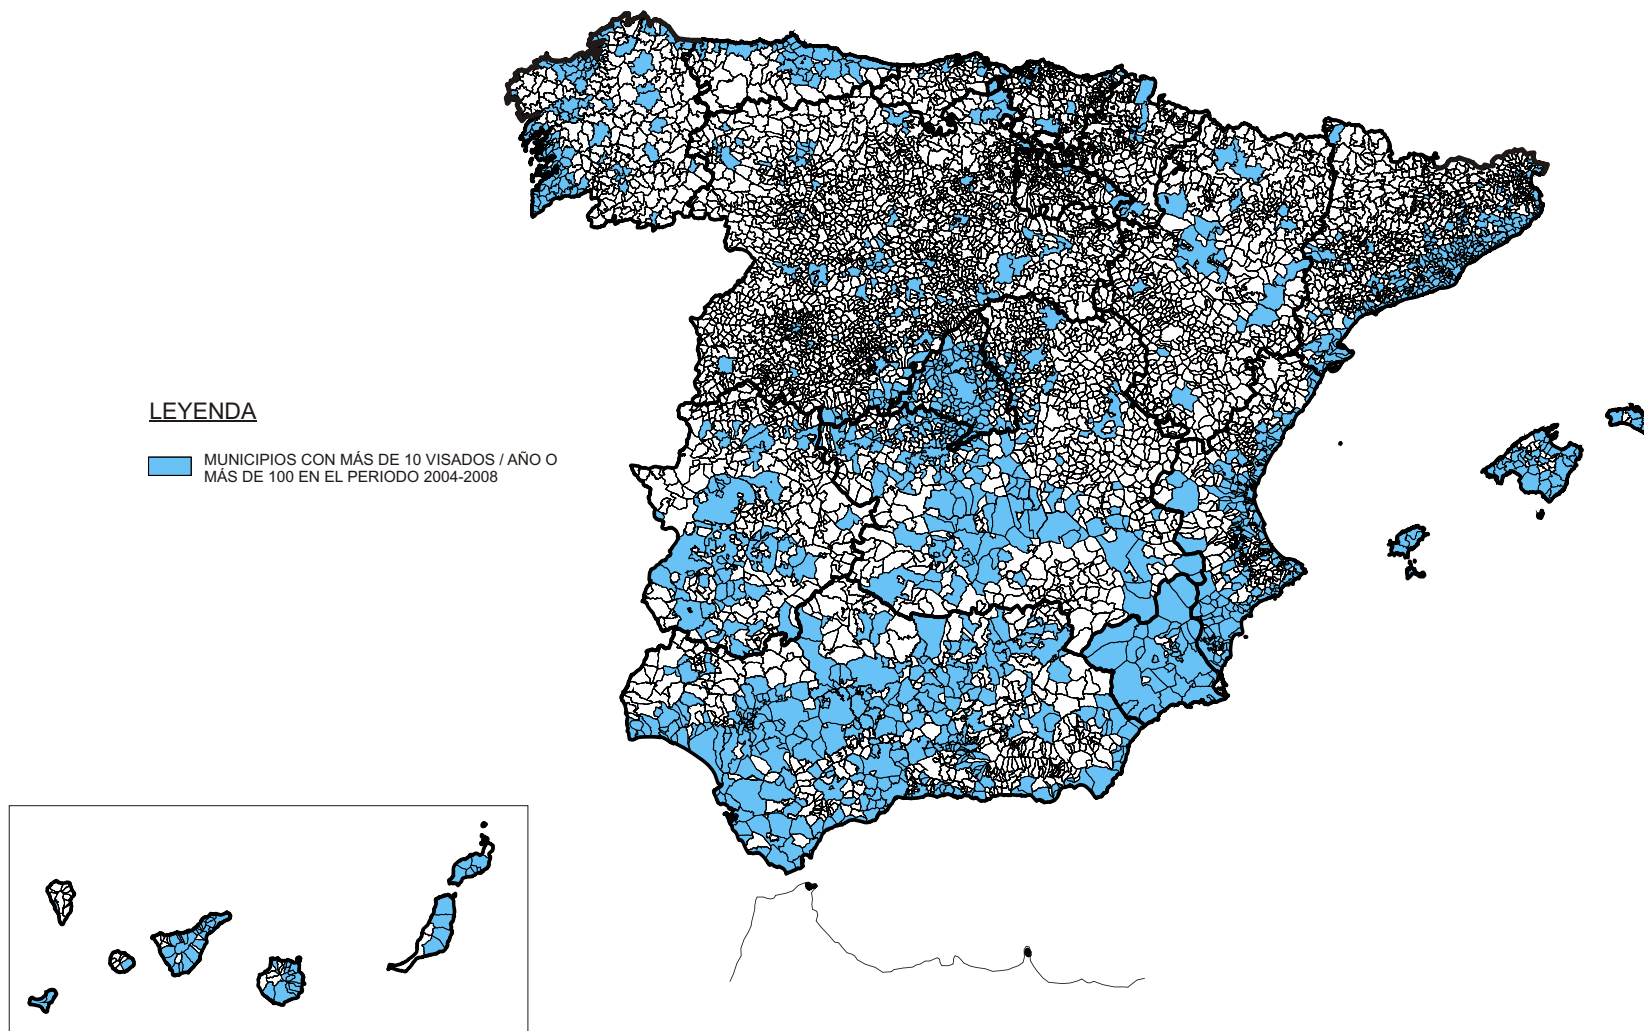 LEYENDA
MUNICIPIOS CON MÁS DE 10 VISADOS / AÑO O
MÁS DE 100 EN EL PERIODO 2004-2008